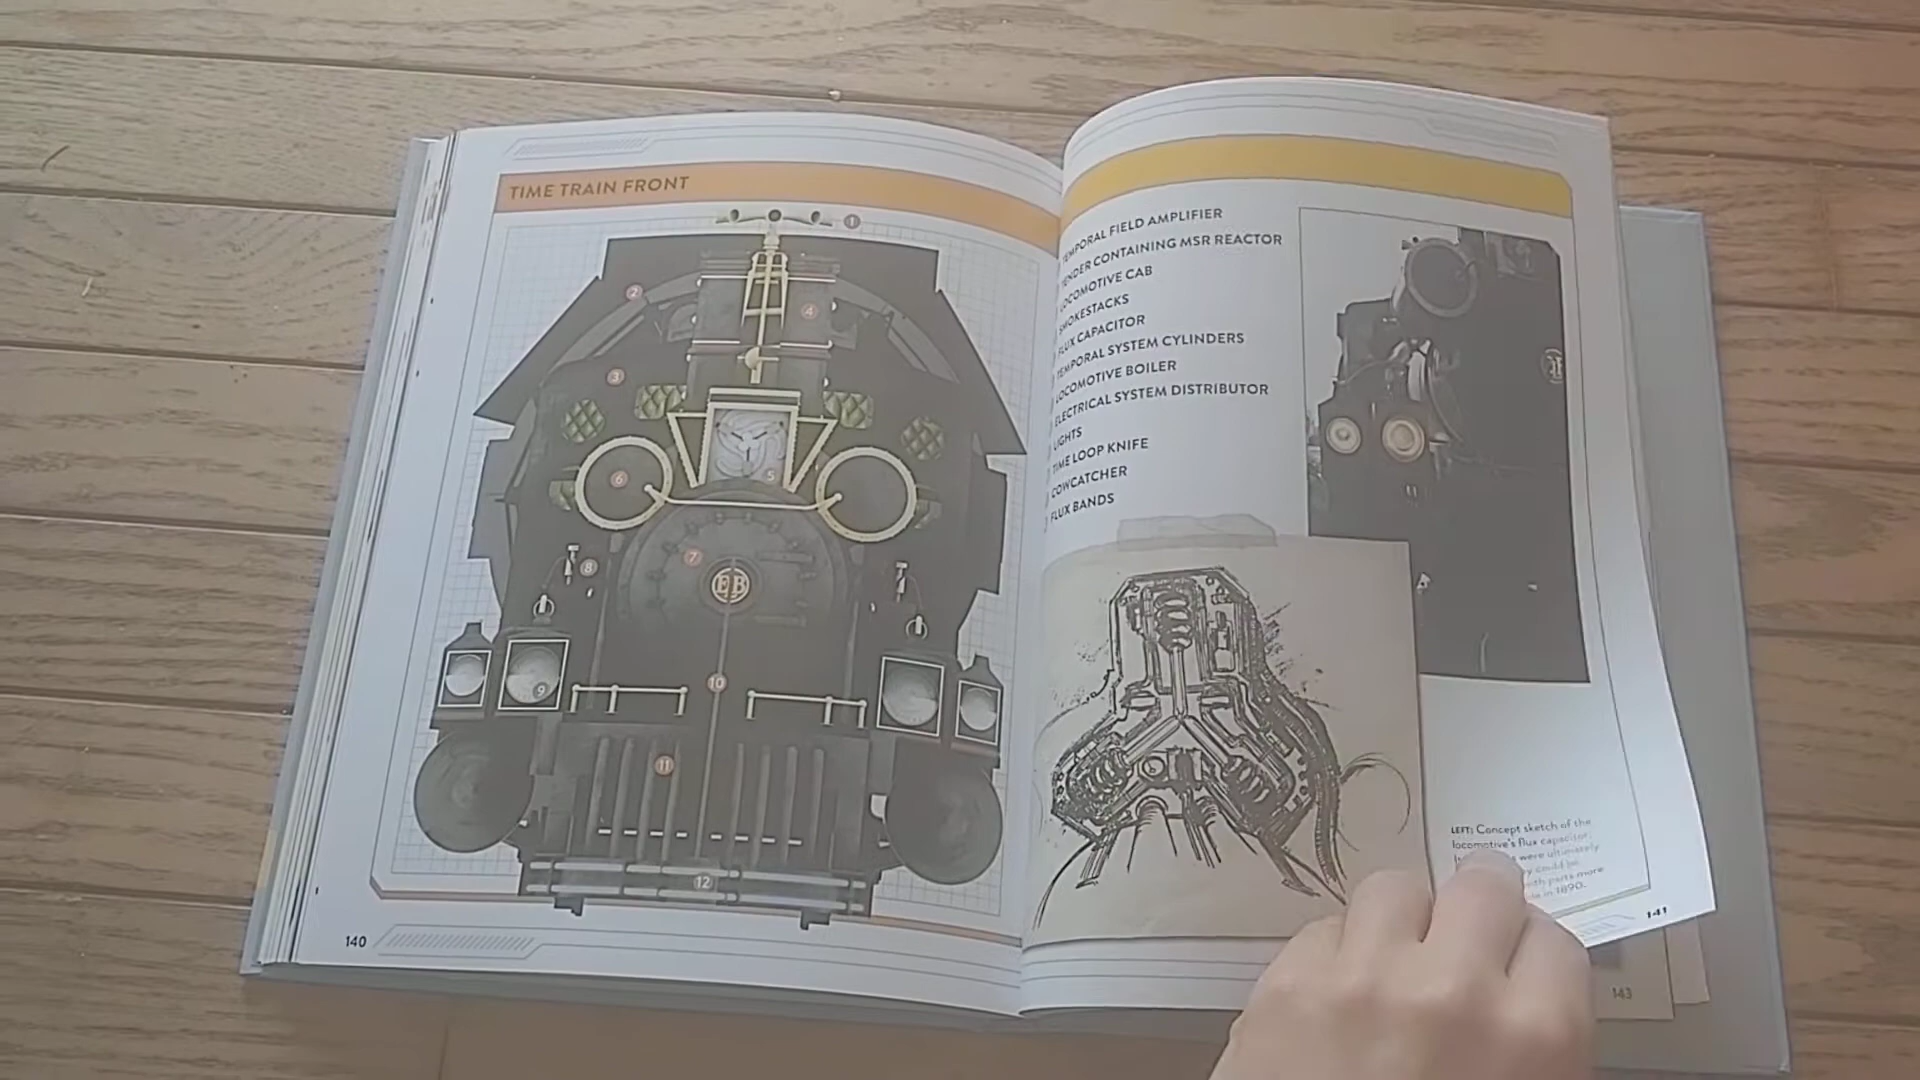 TIME TRAIN FRONT
1
2
4
3
5
6
7
EB
8
9
10
11
12
140
TEMPORAL FIELD AMPLIFIER
TENDER CONTAINING MSR REACTOR
LOCOMOTIVE CAB
SMOKESTACKS
FLUX CAPACITOR
TEMPORAL SYSTEM CYLINDERS
LOCOMOTIVE BOILER
ELECTRICAL SYSTEM DISTRIBUTOR
LIGHTS
TIME LOOP KNIFE
COWCATCHER
FLUX BANDS
LEFT: Concept sketch of the
locomotive's flux capacitor.
were ultimately
could be
parts more
in 1890.
141
143